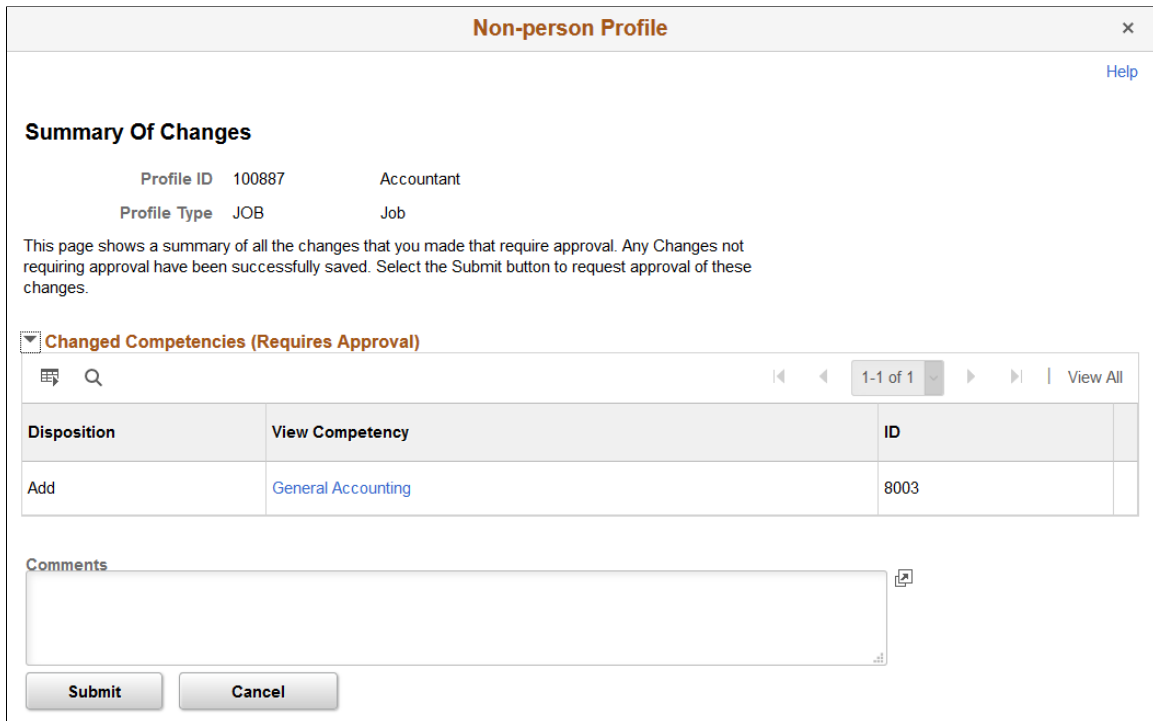 Non-person Profile ×
Help
Summary Of Changes
Profile ID 100887 Accountant
Profile Type JOB Job
This page shows a summary of all the changes that you made that require approval. Any Changes not
requiring approval have been successfully saved. Select the Submit button to request approval of these
changes.
Changed Competencies (Requires Approval)
1-1 of 1 | View All
Disposition View Competency ID
Add General Accounting 8003
Comments
Submit Cancel